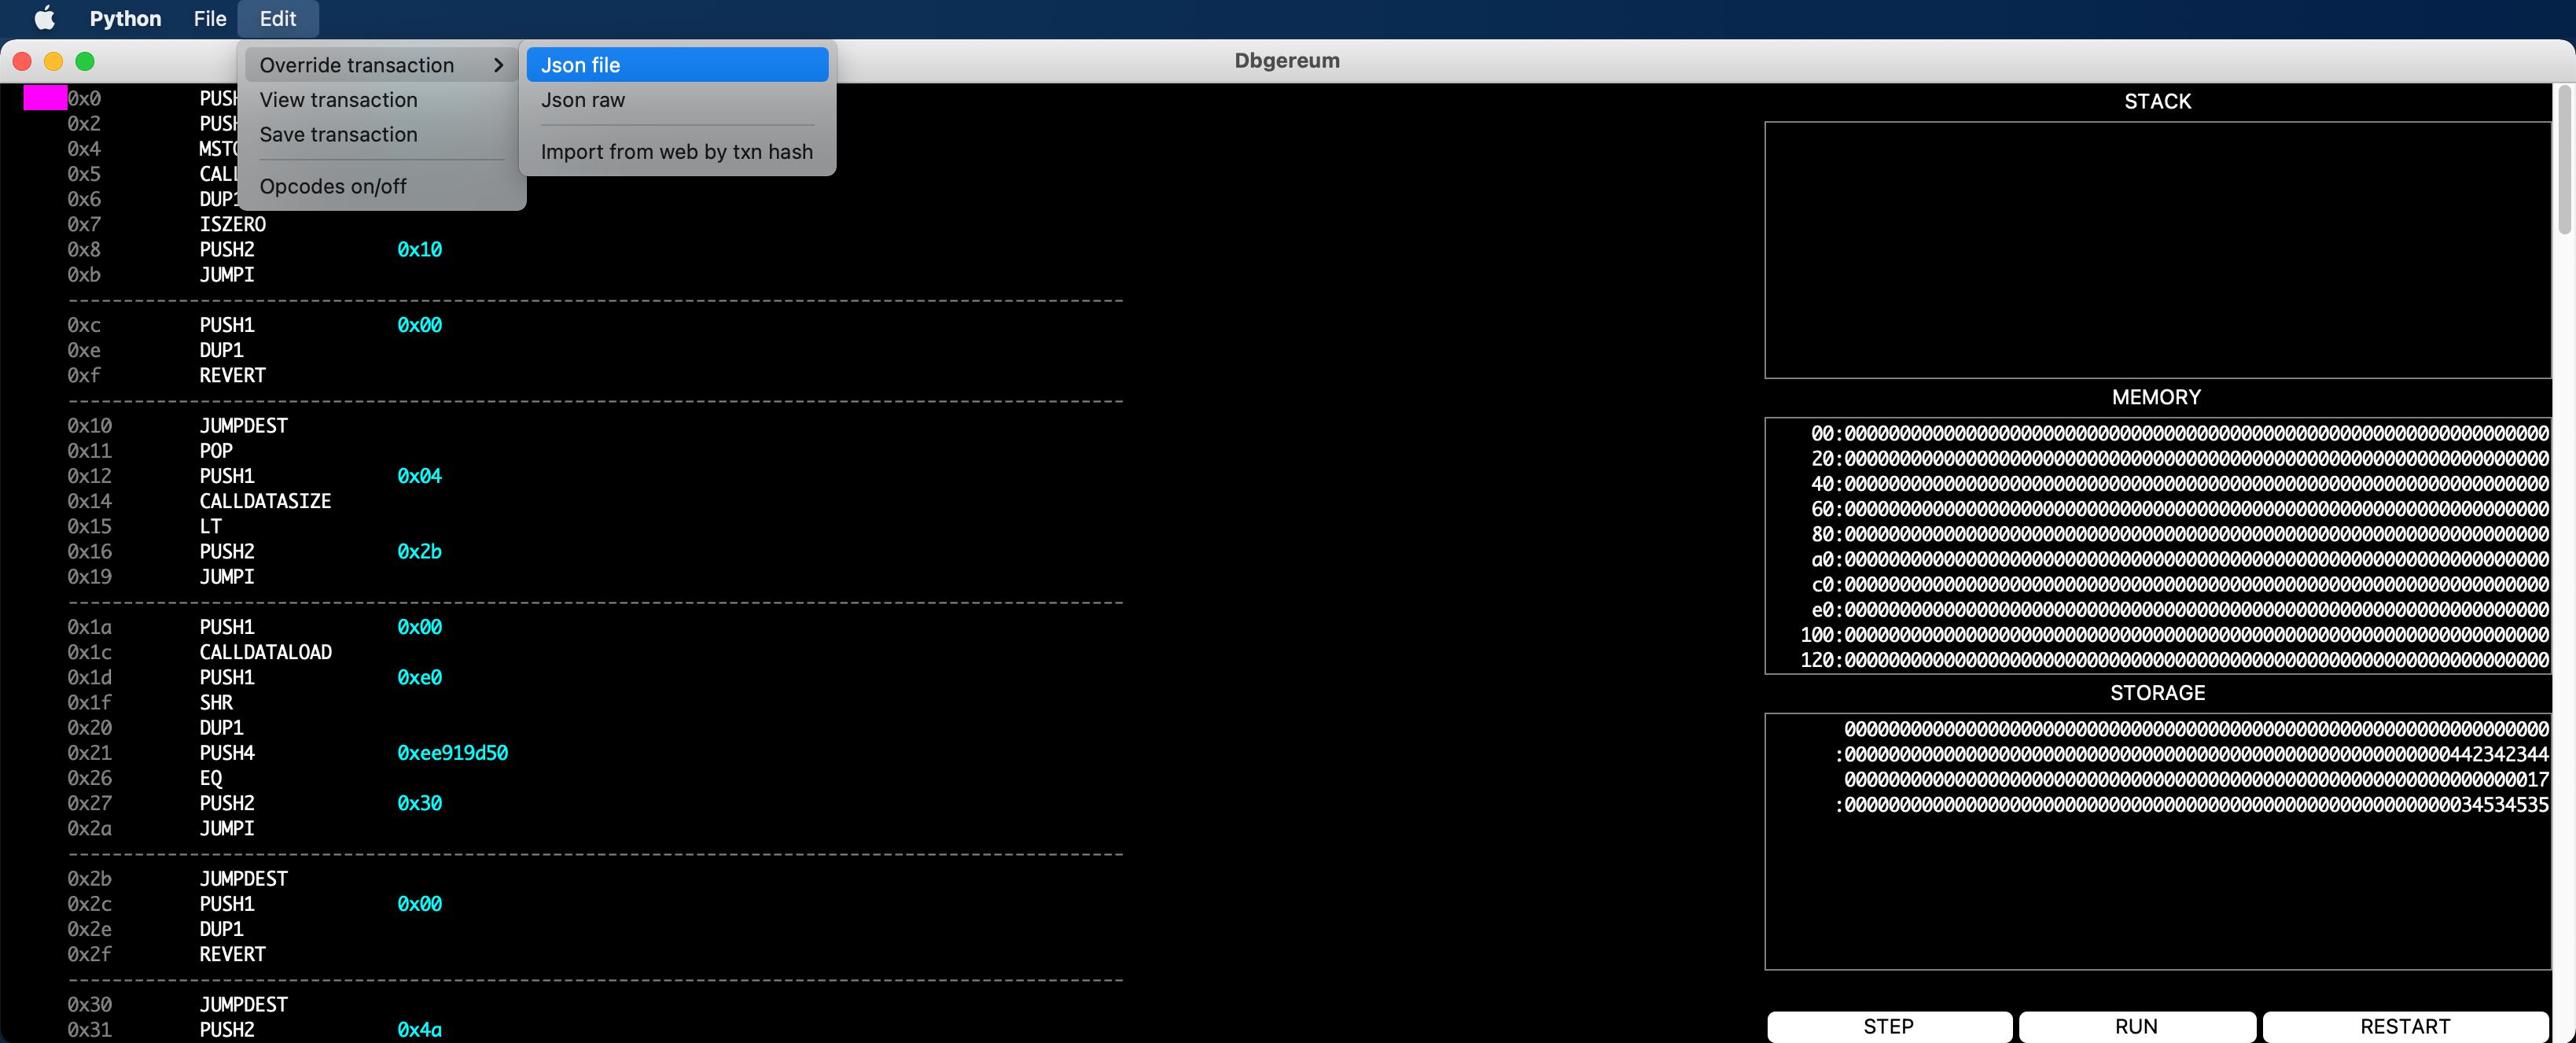 Python File Edit
Dbgereum
Override transaction
View transaction
Save transaction
Opcodes on/off
Json file
Json raw
Import from web by txn hash
0x0
0x2
0x4
0x5
0x6
0x7 ISZERO
0x8 PUSH2 0x10
0xb JUMPI
0xc PUSH1 0x00
0xe DUP1
0xf REVERT
0x10 JUMPDEST
0x11 POP
0x12 PUSH1 0x04
0x14 CALLDATASIZE
0x15 LT
0x16 PUSH2 0x2b
0x19 JUMPI
0x1a PUSH1 0x00
0x1c CALLDATALOAD
0x1d PUSH1 0xe0
0x1f SHR
0x20 DUP1
0x21 PUSH4 0xee919d50
0x26 EQ
0x27 PUSH2 0x30
0x2a JUMPI
0x2b JUMPDEST
0x2c PUSH1 0x00
0x2e DUP1
0x2f REVERT
0x30 JUMPDEST
0x31 PUSH2 0x4a
STACK
MEMORY
00:0000000000000000000000000000000000000000000000000000000000000000
20:0000000000000000000000000000000000000000000000000000000000000000
40:0000000000000000000000000000000000000000000000000000000000000000
60:0000000000000000000000000000000000000000000000000000000000000000
80:0000000000000000000000000000000000000000000000000000000000000000
a0:0000000000000000000000000000000000000000000000000000000000000000
c0:0000000000000000000000000000000000000000000000000000000000000000
e0:0000000000000000000000000000000000000000000000000000000000000000
100:0000000000000000000000000000000000000000000000000000000000000000
120:0000000000000000000000000000000000000000000000000000000000000000
STORAGE
0000000000000000000000000000000000000000000000000000000000000000
:0000000000000000000000000000000000000000000000000000000442342344
0000000000000000000000000000000000000000000000000000000000000017
:0000000000000000000000000000000000000000000000000000000034534535
STEP RUN RESTART